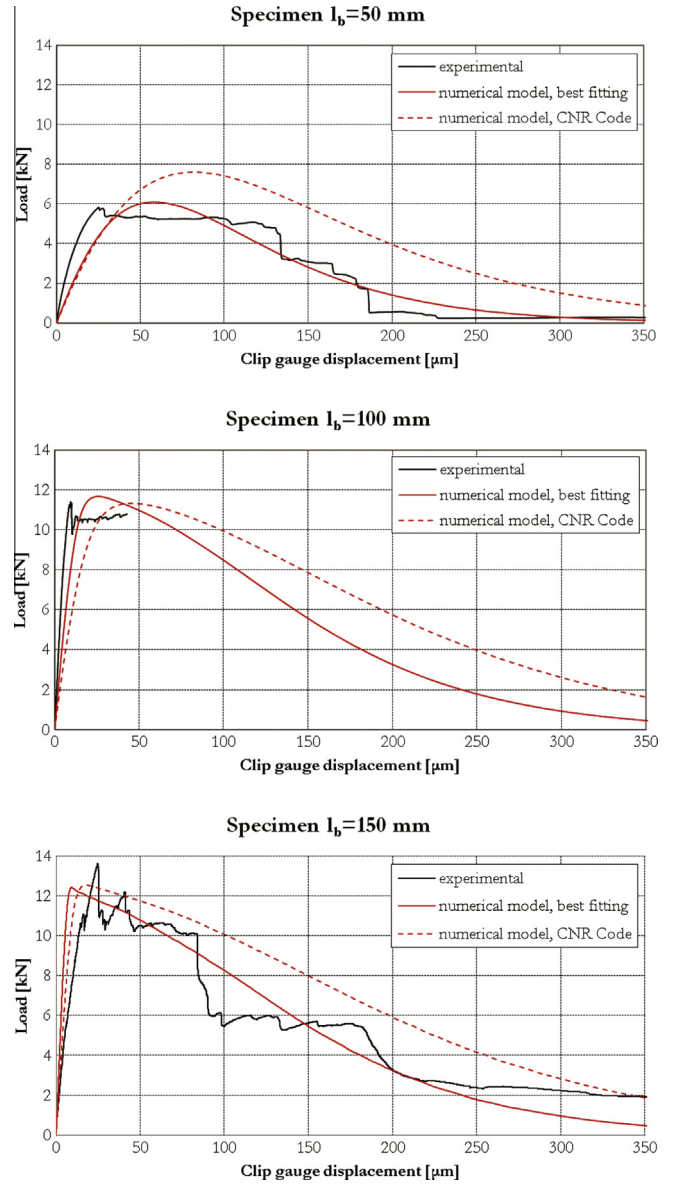 Specimen l_b=50 mm
14
12
10
8
6
4
2
0
Load [kN]
experimental
numerical model, best fitting
numerical model, CNR Code
0 50 100 150 200 250 300 350
Clip gauge displacement [µm]
Specimen l_b=100 mm
14
12
10
8
6
4
2
0
Load [kN]
experimental
numerical model, best fitting
numerical model, CNR Code
0 50 100 150 200 250 300 350
Clip gauge displacement [µm]
Specimen l_b=150 mm
14
12
10
8
6
4
2
0
Load [kN]
experimental
numerical model, best fitting
numerical model, CNR Code
0 50 100 150 200 250 300 350
Clip gauge displacement [µm]